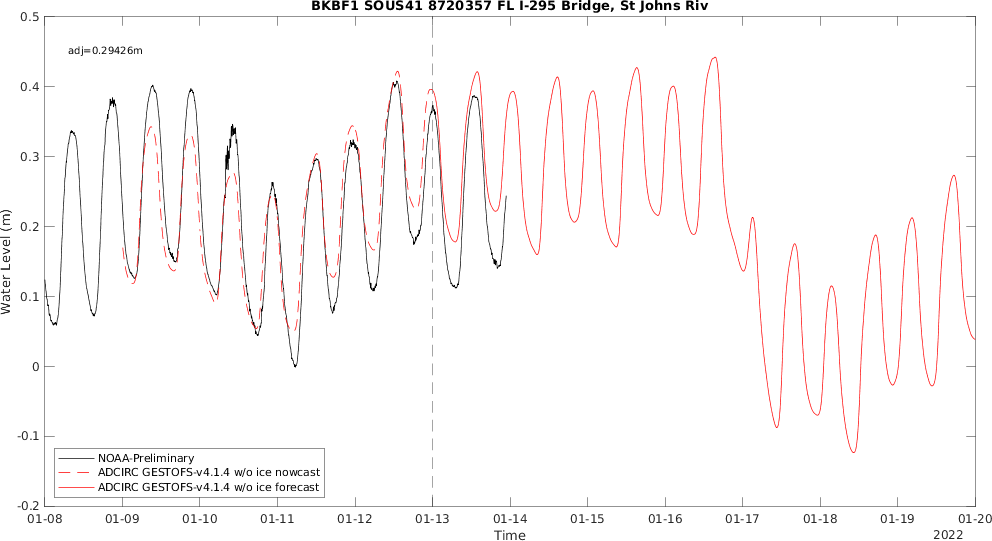 BKBF1 SOUS41 8720357 FL I-295 Bridge, St Johns Riv
adj=0.29426m
Water Level (m)
0.5
0.4
0.3
0.2
0.1
0
-0.1
-0.2
NOAA-Preliminary
ADCIRC GESTOFS-v4.1.4 w/o ice nowcast
ADCIRC GESTOFS-v4.1.4 w/o ice forecast
01-08 01-09 01-10 01-11 01-12 01-13 01-14 01-15 01-16 01-17 01-18 01-19 01-20
Time
2022